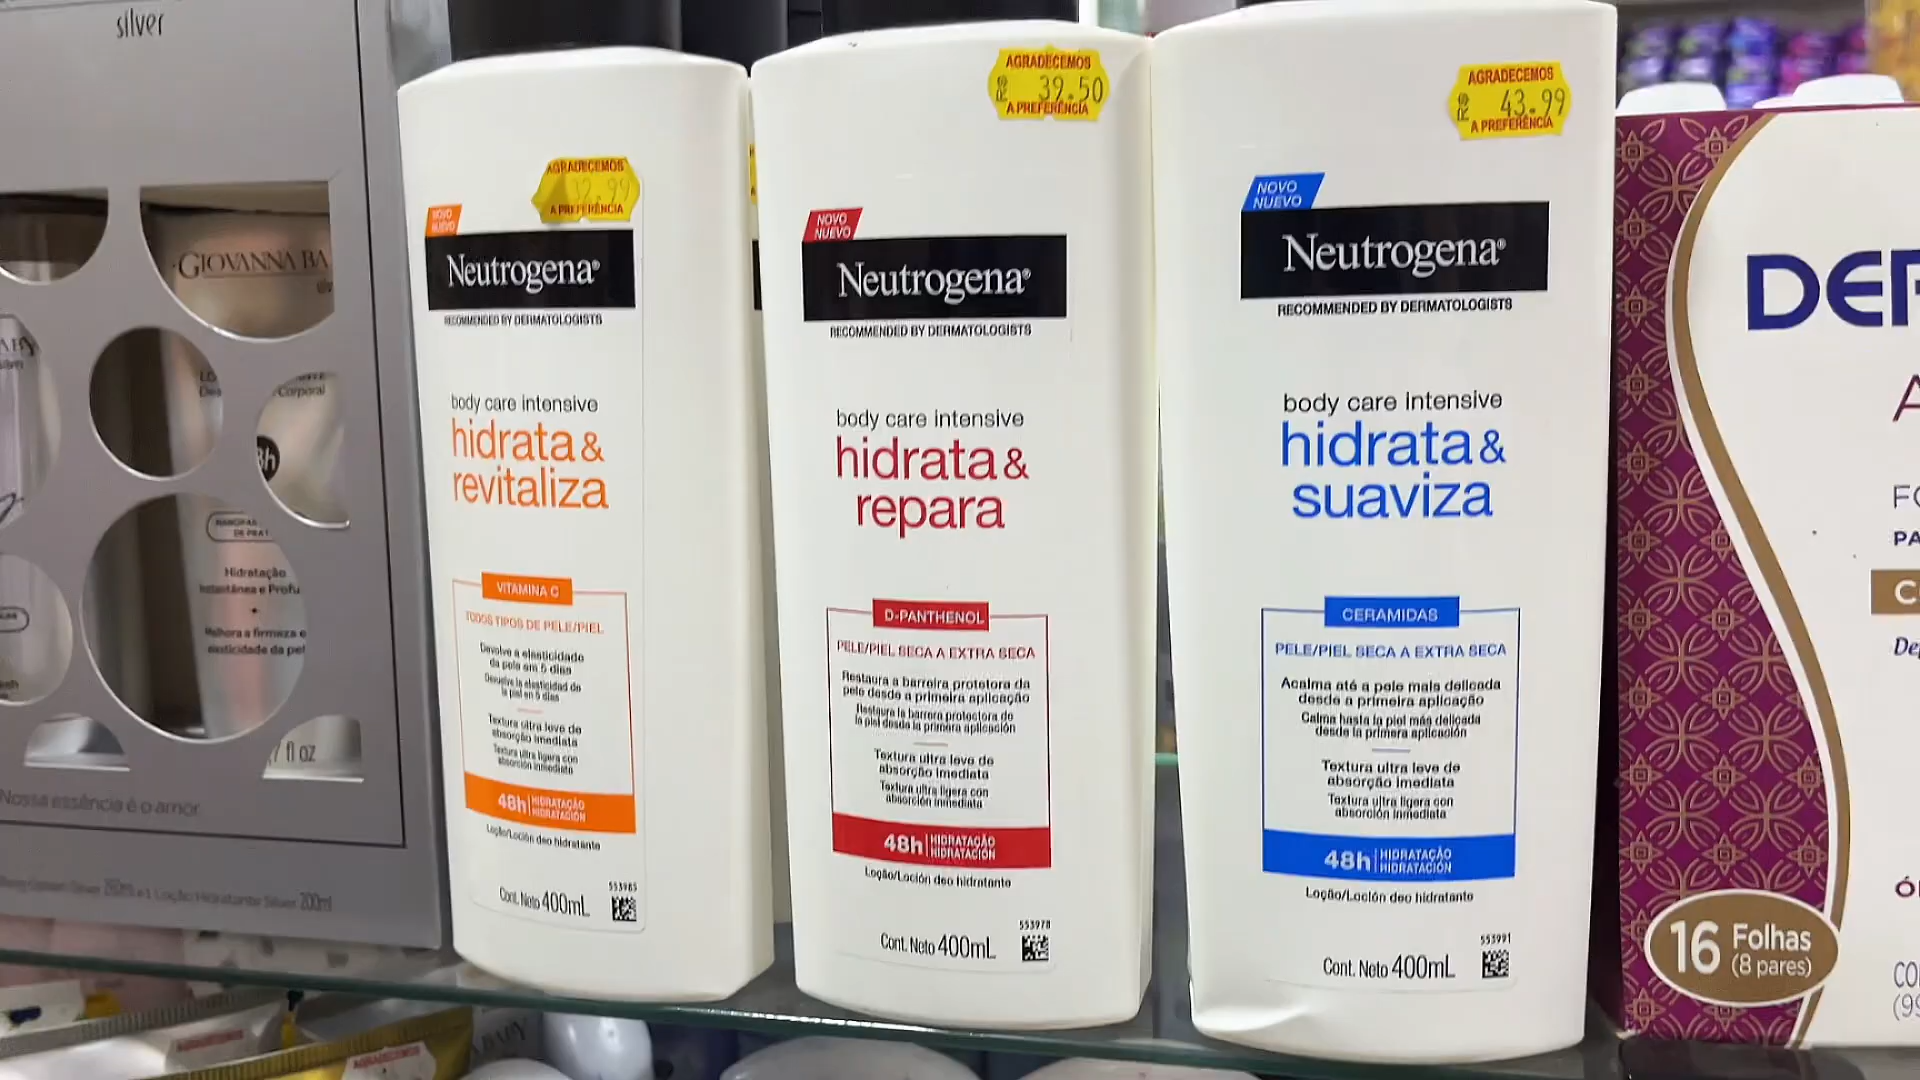 silver
GIOVANNA BA
Corporal
Hidratação
Instantânea e Profu
+
Melhora a firmeza e
elasticidade da pel
7 fl oz
Nossa essência é o amor
AGRADECEMOS
A PREFERÊNCIA
NOVO
NUEVO
Neutrogena®
RECOMMENDED BY DERMATOLOGISTS
body care intensive
hidrata&
revitaliza
VITAMINA C
TODOS TIPOS DE PELE/PIEL
Devolve a elasticidade
da pele em 5 dias
Devuelve la elasticidad de
la piel en 5 días
Textura ultra leve de
absorção imediata
Textura ultra ligera con
absorción inmediata
48h HIDRATAÇÃO
HIDRATACIÓN
Loção/Loción deo hidratante
553985
Cont. Neto 400mL
AGRADECEMOS
R$ 39.50
A PREFERÊNCIA
NOVO
NUEVO
Neutrogena®
RECOMMENDED BY DERMATOLOGISTS
body care intensive
hidrata&
repara
D-PANTHENOL
PELE/PIEL SECA A EXTRA SECA
Restaura a barreira protetora da
pele desde a primeira aplicação
Restaura la barrera protectora de
la piel desde la primera aplicación
Textura ultra leve de
absorção imediata
Textura ultra ligera con
absorción inmediata
48h HIDRATAÇÃO
HIDRATACIÓN
Loção/Loción deo hidratante
553978
Cont. Neto 400mL
AGRADECEMOS
R$ 43.99
A PREFERÊNCIA
NOVO
NUEVO
Neutrogena®
RECOMMENDED BY DERMATOLOGISTS
body care intensive
hidrata&
suaviza
CERAMIDAS
PELE/PIEL SECA A EXTRA SECA
Acalma até a pele mais delicada
desde a primeira aplicação
Calma hasta la piel más delicada
desde la primera aplicación
Textura ultra leve de
absorção imediata
Textura ultra ligera con
absorción inmediata
48h HIDRATAÇÃO
HIDRATACIÓN
Loção/Loción deo hidratante
553991
Cont. Neto 400mL
DEP
16 Folhas
(8 pares)
AGRADECEMOS